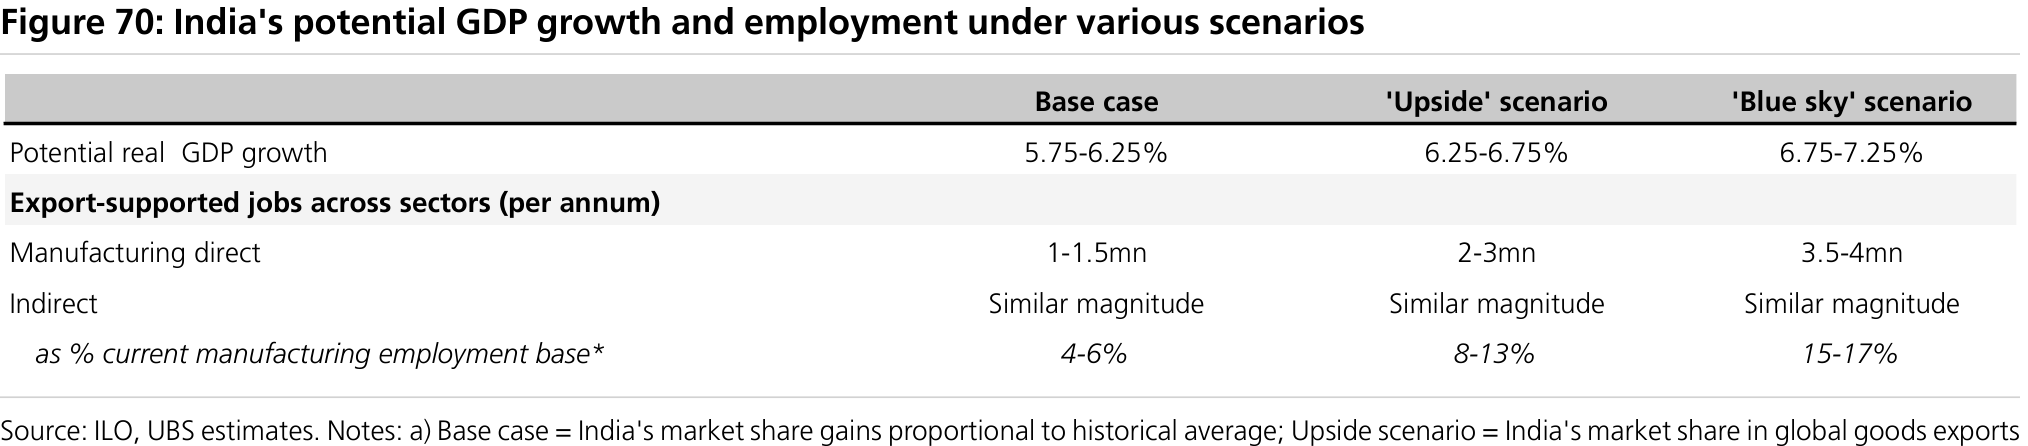 Figure 70: India's potential GDP growth and employment under various scenarios
Base case 'Upside' scenario 'Blue sky' scenario
Potential real GDP growth 5.75-6.25% 6.25-6.75% 6.75-7.25%
Export-supported jobs across sectors (per annum)
Manufacturing direct 1-1.5mn 2-3mn 3.5-4mn
Indirect Similar magnitude Similar magnitude Similar magnitude
as % current manufacturing employment base* 4-6% 8-13% 15-17%
Source: ILO, UBS estimates. Notes: a) Base case = India's market share gains proportional to historical average; Upside scenario = India's market share in global goods exports